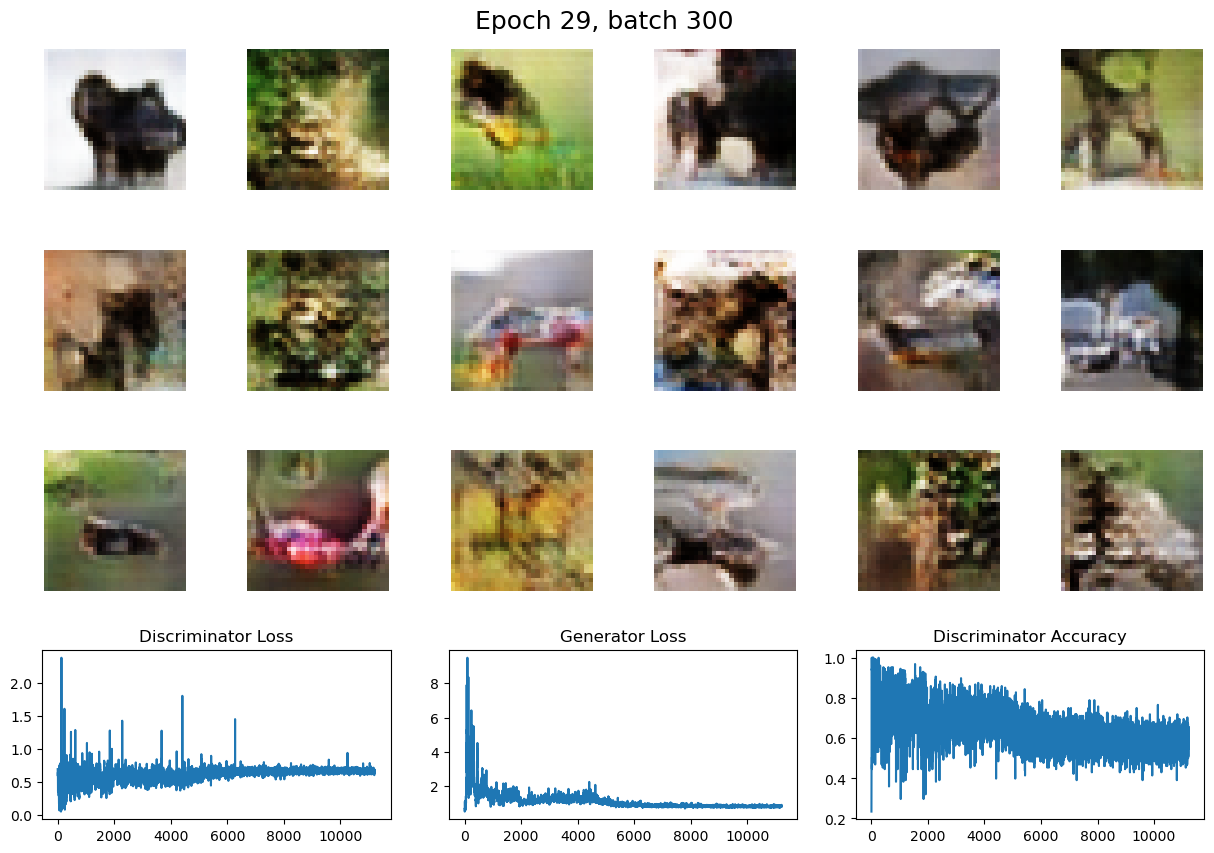 Epoch 29, batch 300
Discriminator Loss
Generator Loss
Discriminator Accuracy
2.0
1.5
1.0
0.5
0.0
0 2000 4000 6000 8000 10000
8
6
4
2
0 2000 4000 6000 8000 10000
1.0
0.8
0.6
0.4
0.2
0 2000 4000 6000 8000 10000